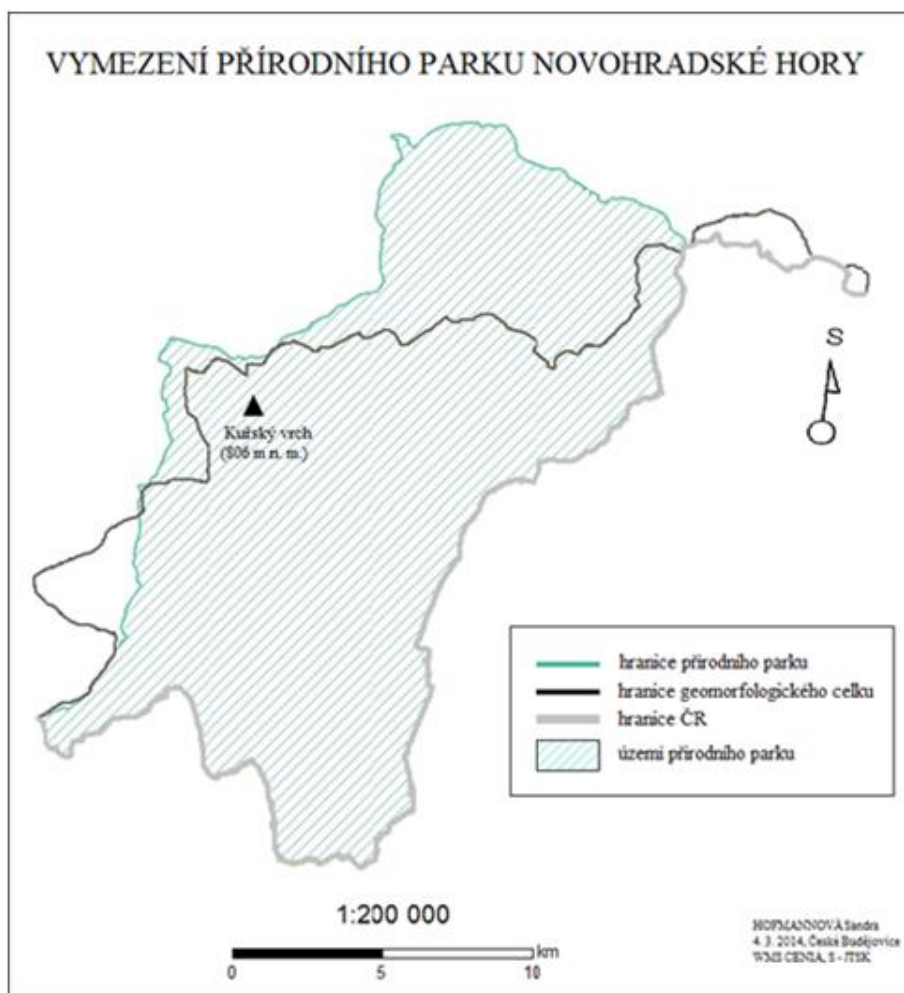 VYMEZENÍ PŘÍRODNÍHO PARKU NOVOHRADSKÉ HORY
S
Kuřský vrch
(806 m n. m.)
hranice přírodního parku
hranice geomorfologického celku
hranice ČR
území přírodního parku
1:200 000
km
0 5 10
HOFMANNOVÁ Sandra
4. 3. 2014, České Budějovice
WMS CENIA, S - JTSK